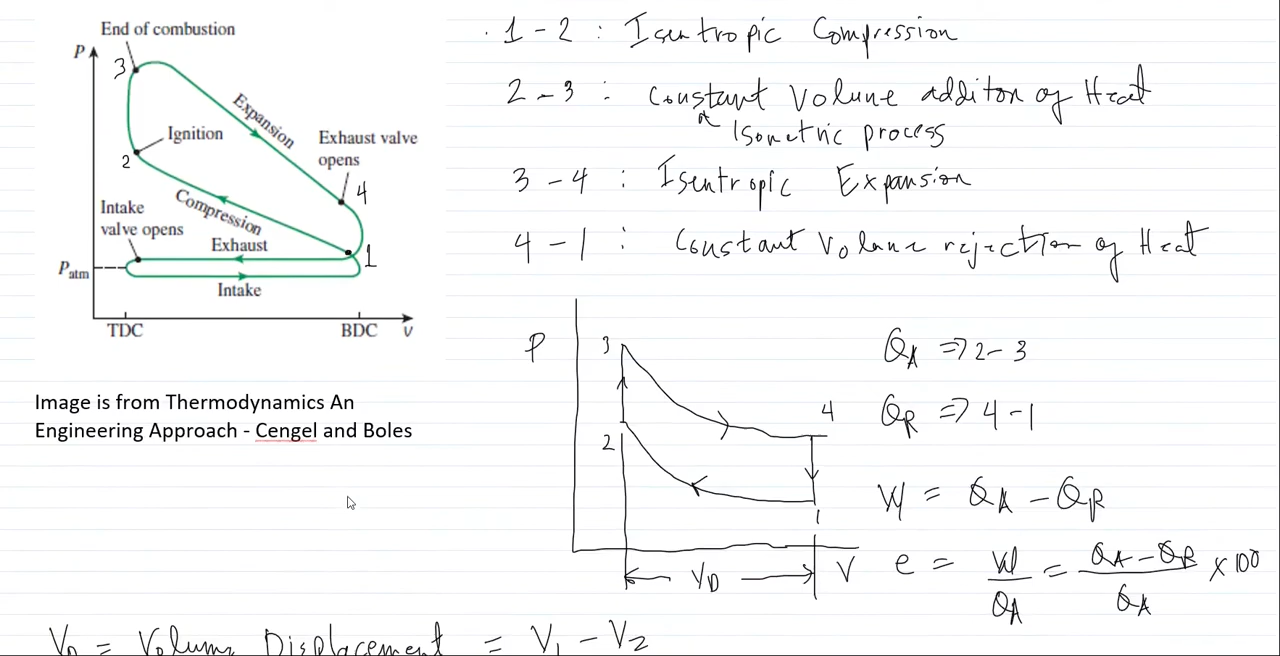 End of combustion
P
3
Expansion
Ignition
Exhaust valve
opens
2
4
Compression
Intake
valve opens
Exhaust
1
Patm
Intake
TDC
BDC
v
Image is from Thermodynamics An
Engineering Approach - Cengel and Boles
1 - 2 : Isentropic Compression
2 - 3 : Constant Volume additon of Heat
Isometric process
3 - 4 : Isentropic Expansion
4 - 1 : Constant Volume rejection of Heat
P
3
4
2
1
VD
V
QA => 2 - 3
QR => 4 - 1
W = QA - QR
e = W/QA = QA - QR/QA x 100
VD = Volume Displacement = V1 - V2